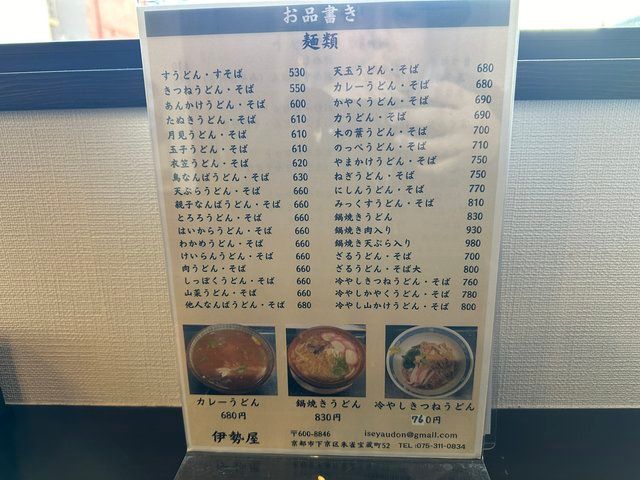 お品書き
麺類
すうどん・すそば 530
きつねうどん・そば 550
あんかけうどん・そば 600
たぬきうどん・そば 610
月見うどん・そば 610
玉子うどん・そば 610
衣笠うどん・そば 620
鳥なんばうどん・そば 630
天ぷらうどん・そば 660
親子なんばうどん・そば 660
とろろうどん・そば 660
はいからうどん・そば 660
わかめうどん・そば 660
けいらんうどん・そば 660
肉うどん・そば 660
しっぽくうどん・そば 660
山菜うどん・そば 660
他人なんばうどん・そば 680
天玉うどん・そば 680
カレーうどん・そば 680
かやくうどん・そば 690
力うどん・そば 690
木の葉うどん・そば 700
のっぺうどん・そば 710
やまかけうどん・そば 750
ねぎうどん・そば 750
にしんうどん・そば 770
みっくすうどん・そば 810
鍋焼きうどん 830
鍋焼き肉入り 930
鍋焼き天ぷら入り 980
ざるうどん・そば 700
ざるうどん・そば大 800
冷やしきつねうどん・そば 760
冷やしかやくうどん・そば 780
冷やし山かけうどん・そば 800
カレーうどん
680円
鍋焼きうどん
830円
冷やしきつねうどん
760円
伊勢屋
〒600-8846 iseyaudon@gmail.com
京都市下京区朱雀宝蔵町52 TEL:075-311-0834